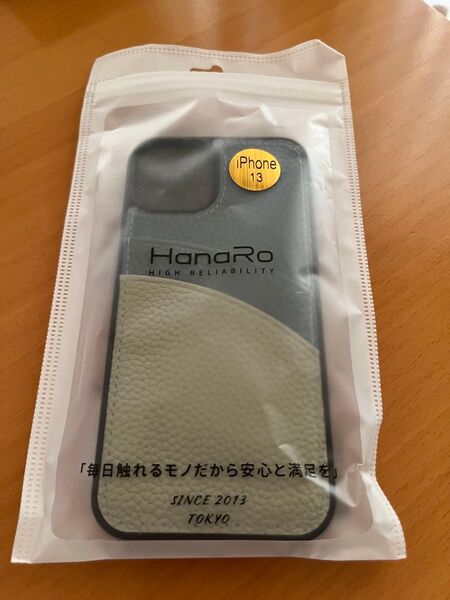 iPhone
13
HanaRo
HIGH RELIABILITY
「毎日触れるモノだから安心と満足を」
SINCE 2013
TOKYO